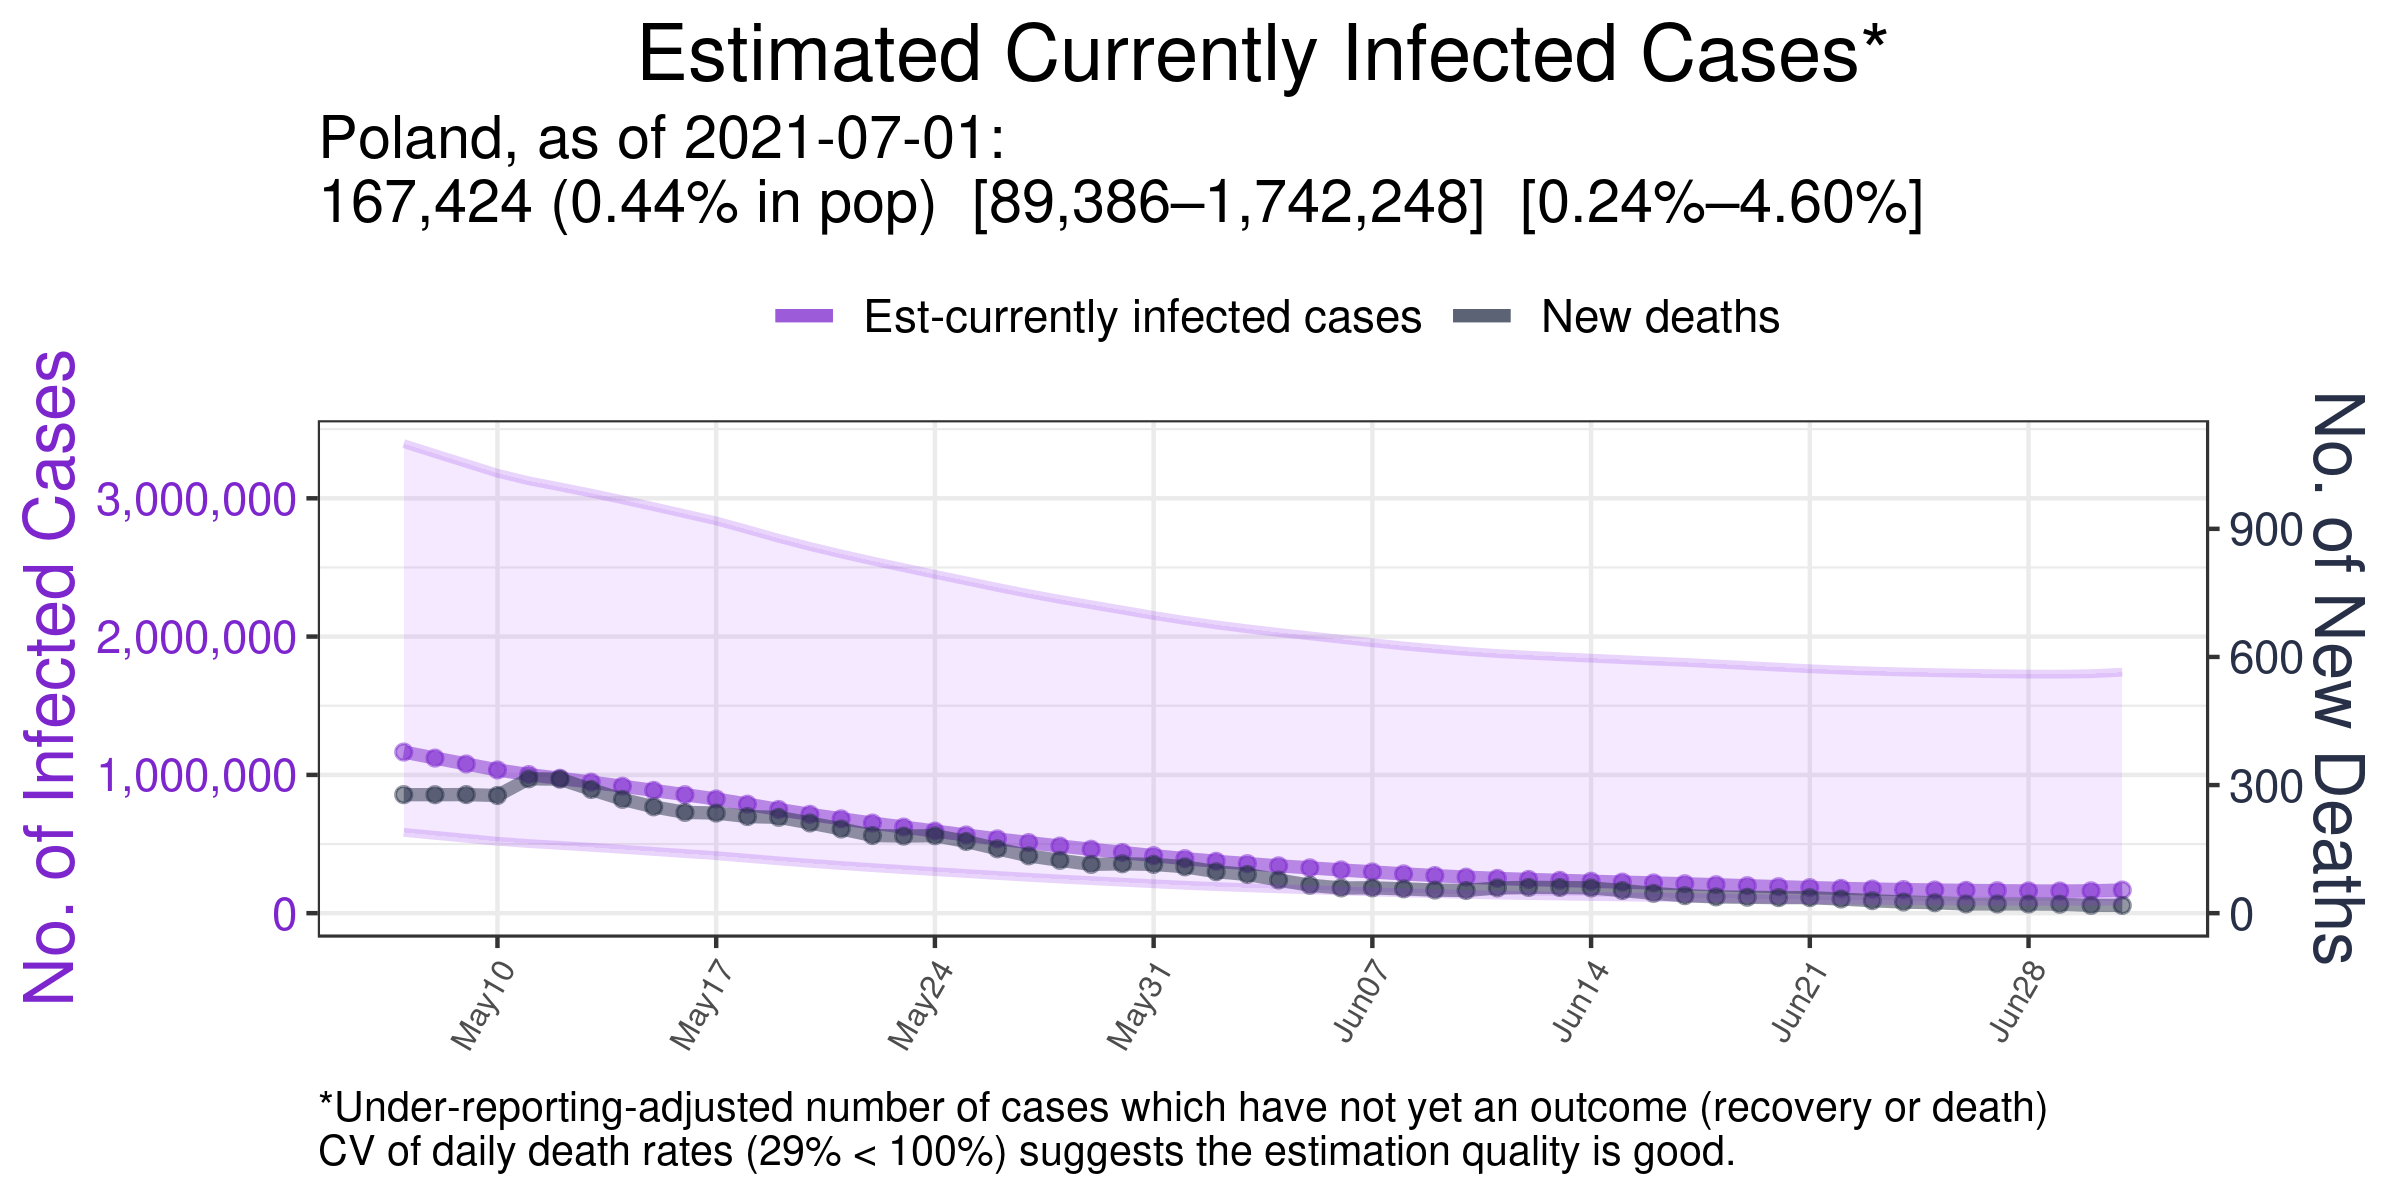 Estimated Currently Infected Cases*
Poland, as of 2021-07-01:
167,424 (0.44% in pop) [89,386–1,742,248] [0.24%–4.60%]
Est-currently infected cases
New deaths
No. of Infected Cases
3,000,000
2,000,000
1,000,000
0
900
600
300
0
No. of New Deaths
May10
May17
May24
May31
Jun07
Jun14
Jun21
Jun28
*Under-reporting-adjusted number of cases which have not yet an outcome (recovery or death)
CV of daily death rates (29% < 100%) suggests the estimation quality is good.